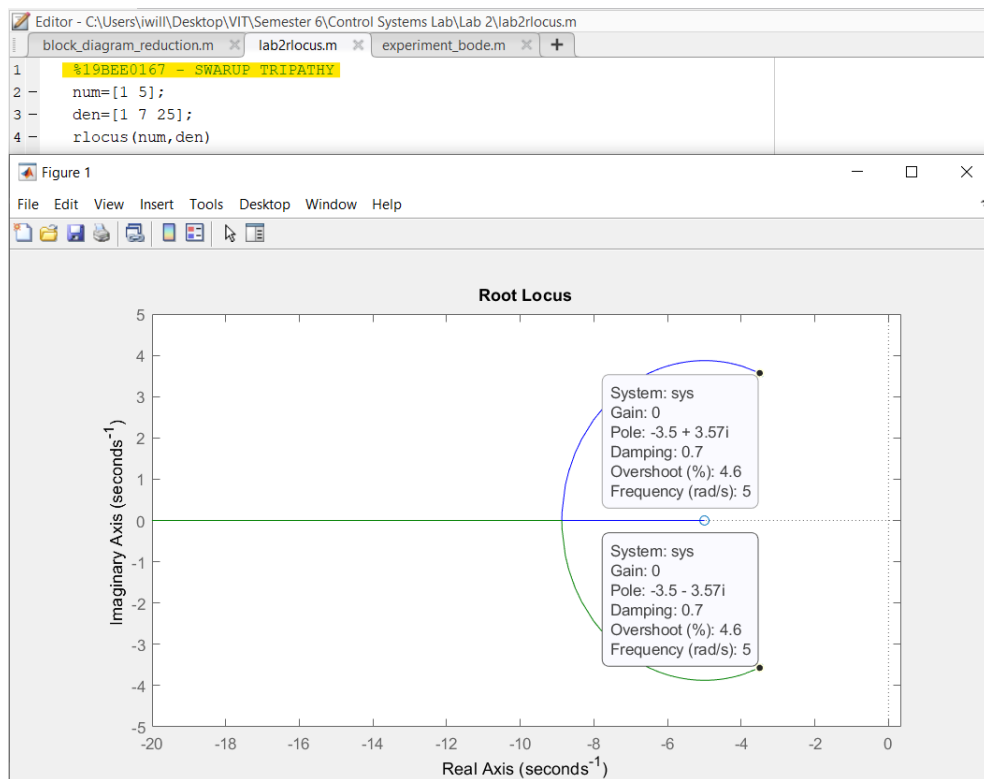 Editor - C:\Users\iwill\Desktop\VIT\Semester 6\Control Systems Lab\Lab 2\lab2rlocus.m
block_diagram_reduction.m × lab2rlocus.m × experiment_bode.m × +
1 %19BEE0167 - SWARUP TRIPATHY
2 - num=[1 5];
3 - den=[1 7 25];
4 - rlocus(num,den)
Figure 1
File Edit View Insert Tools Desktop Window Help
Root Locus
Imaginary Axis (seconds⁻¹)
5
4
3
2
1
0
-1
-2
-3
-4
-5
System: sys
Gain: 0
Pole: -3.5 + 3.57i
Damping: 0.7
Overshoot (%): 4.6
Frequency (rad/s): 5
System: sys
Gain: 0
Pole: -3.5 - 3.57i
Damping: 0.7
Overshoot (%): 4.6
Frequency (rad/s): 5
-20 -18 -16 -14 -12 -10 -8 -6 -4 -2 0
Real Axis (seconds⁻¹)